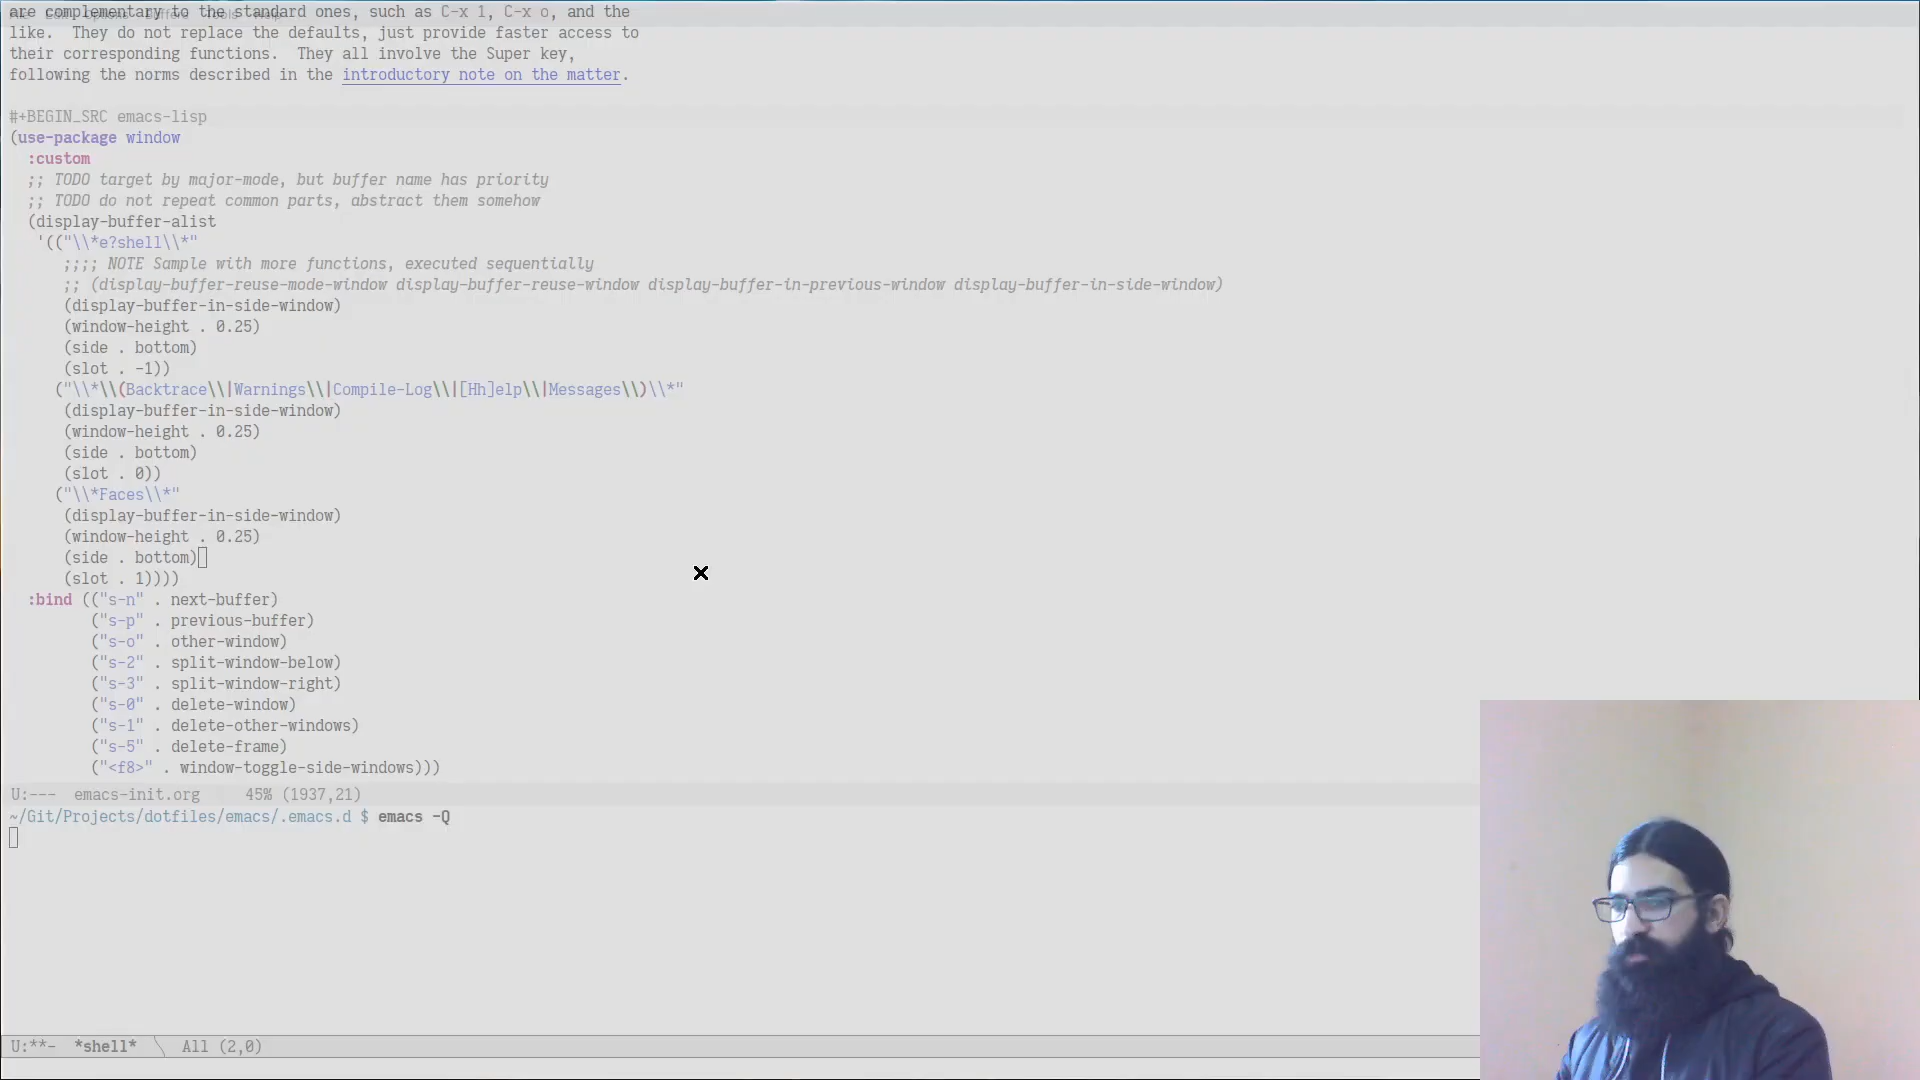 are complementary to the standard ones, such as C-x 1, C-x o, and the
like.  They do not replace the defaults, just provide faster access to
their corresponding functions.  They all involve the Super key,
following the norms described in the introductory note on the matter.
#+BEGIN_SRC emacs-lisp
(use-package window
  :custom
  ;; TODO target by major-mode, but buffer name has priority
  ;; TODO do not repeat common parts, abstract them somehow
  (display-buffer-alist
   '(("\\*e?shell\\*"
      ;;;; NOTE Sample with more functions, executed sequentially
      ;; (display-buffer-reuse-mode-window display-buffer-reuse-window display-buffer-in-previous-window display-buffer-in-side-window)
      (display-buffer-in-side-window)
      (window-height . 0.25)
      (side . bottom)
      (slot . -1))
     ("\\*\\(Backtrace\\|Warnings\\|Compile-Log\\|[Hh]elp\\|Messages\\)\\*"
      (display-buffer-in-side-window)
      (window-height . 0.25)
      (side . bottom)
      (slot . 0))
     ("\\*Faces\\*"
      (display-buffer-in-side-window)
      (window-height . 0.25)
      (side . bottom)
      (slot . 1))))
  :bind (("s-n" . next-buffer)
         ("s-p" . previous-buffer)
         ("s-o" . other-window)
         ("s-2" . split-window-below)
         ("s-3" . split-window-right)
         ("s-0" . delete-window)
         ("s-1" . delete-other-windows)
         ("s-5" . delete-frame)
         ("<f8>" . window-toggle-side-windows)))
U:---  emacs-init.org     45% (1937,21)
~/Git/Projects/dotfiles/emacs/.emacs.d $ emacs -Q
U:**-  *shell*  \  All (2,0)